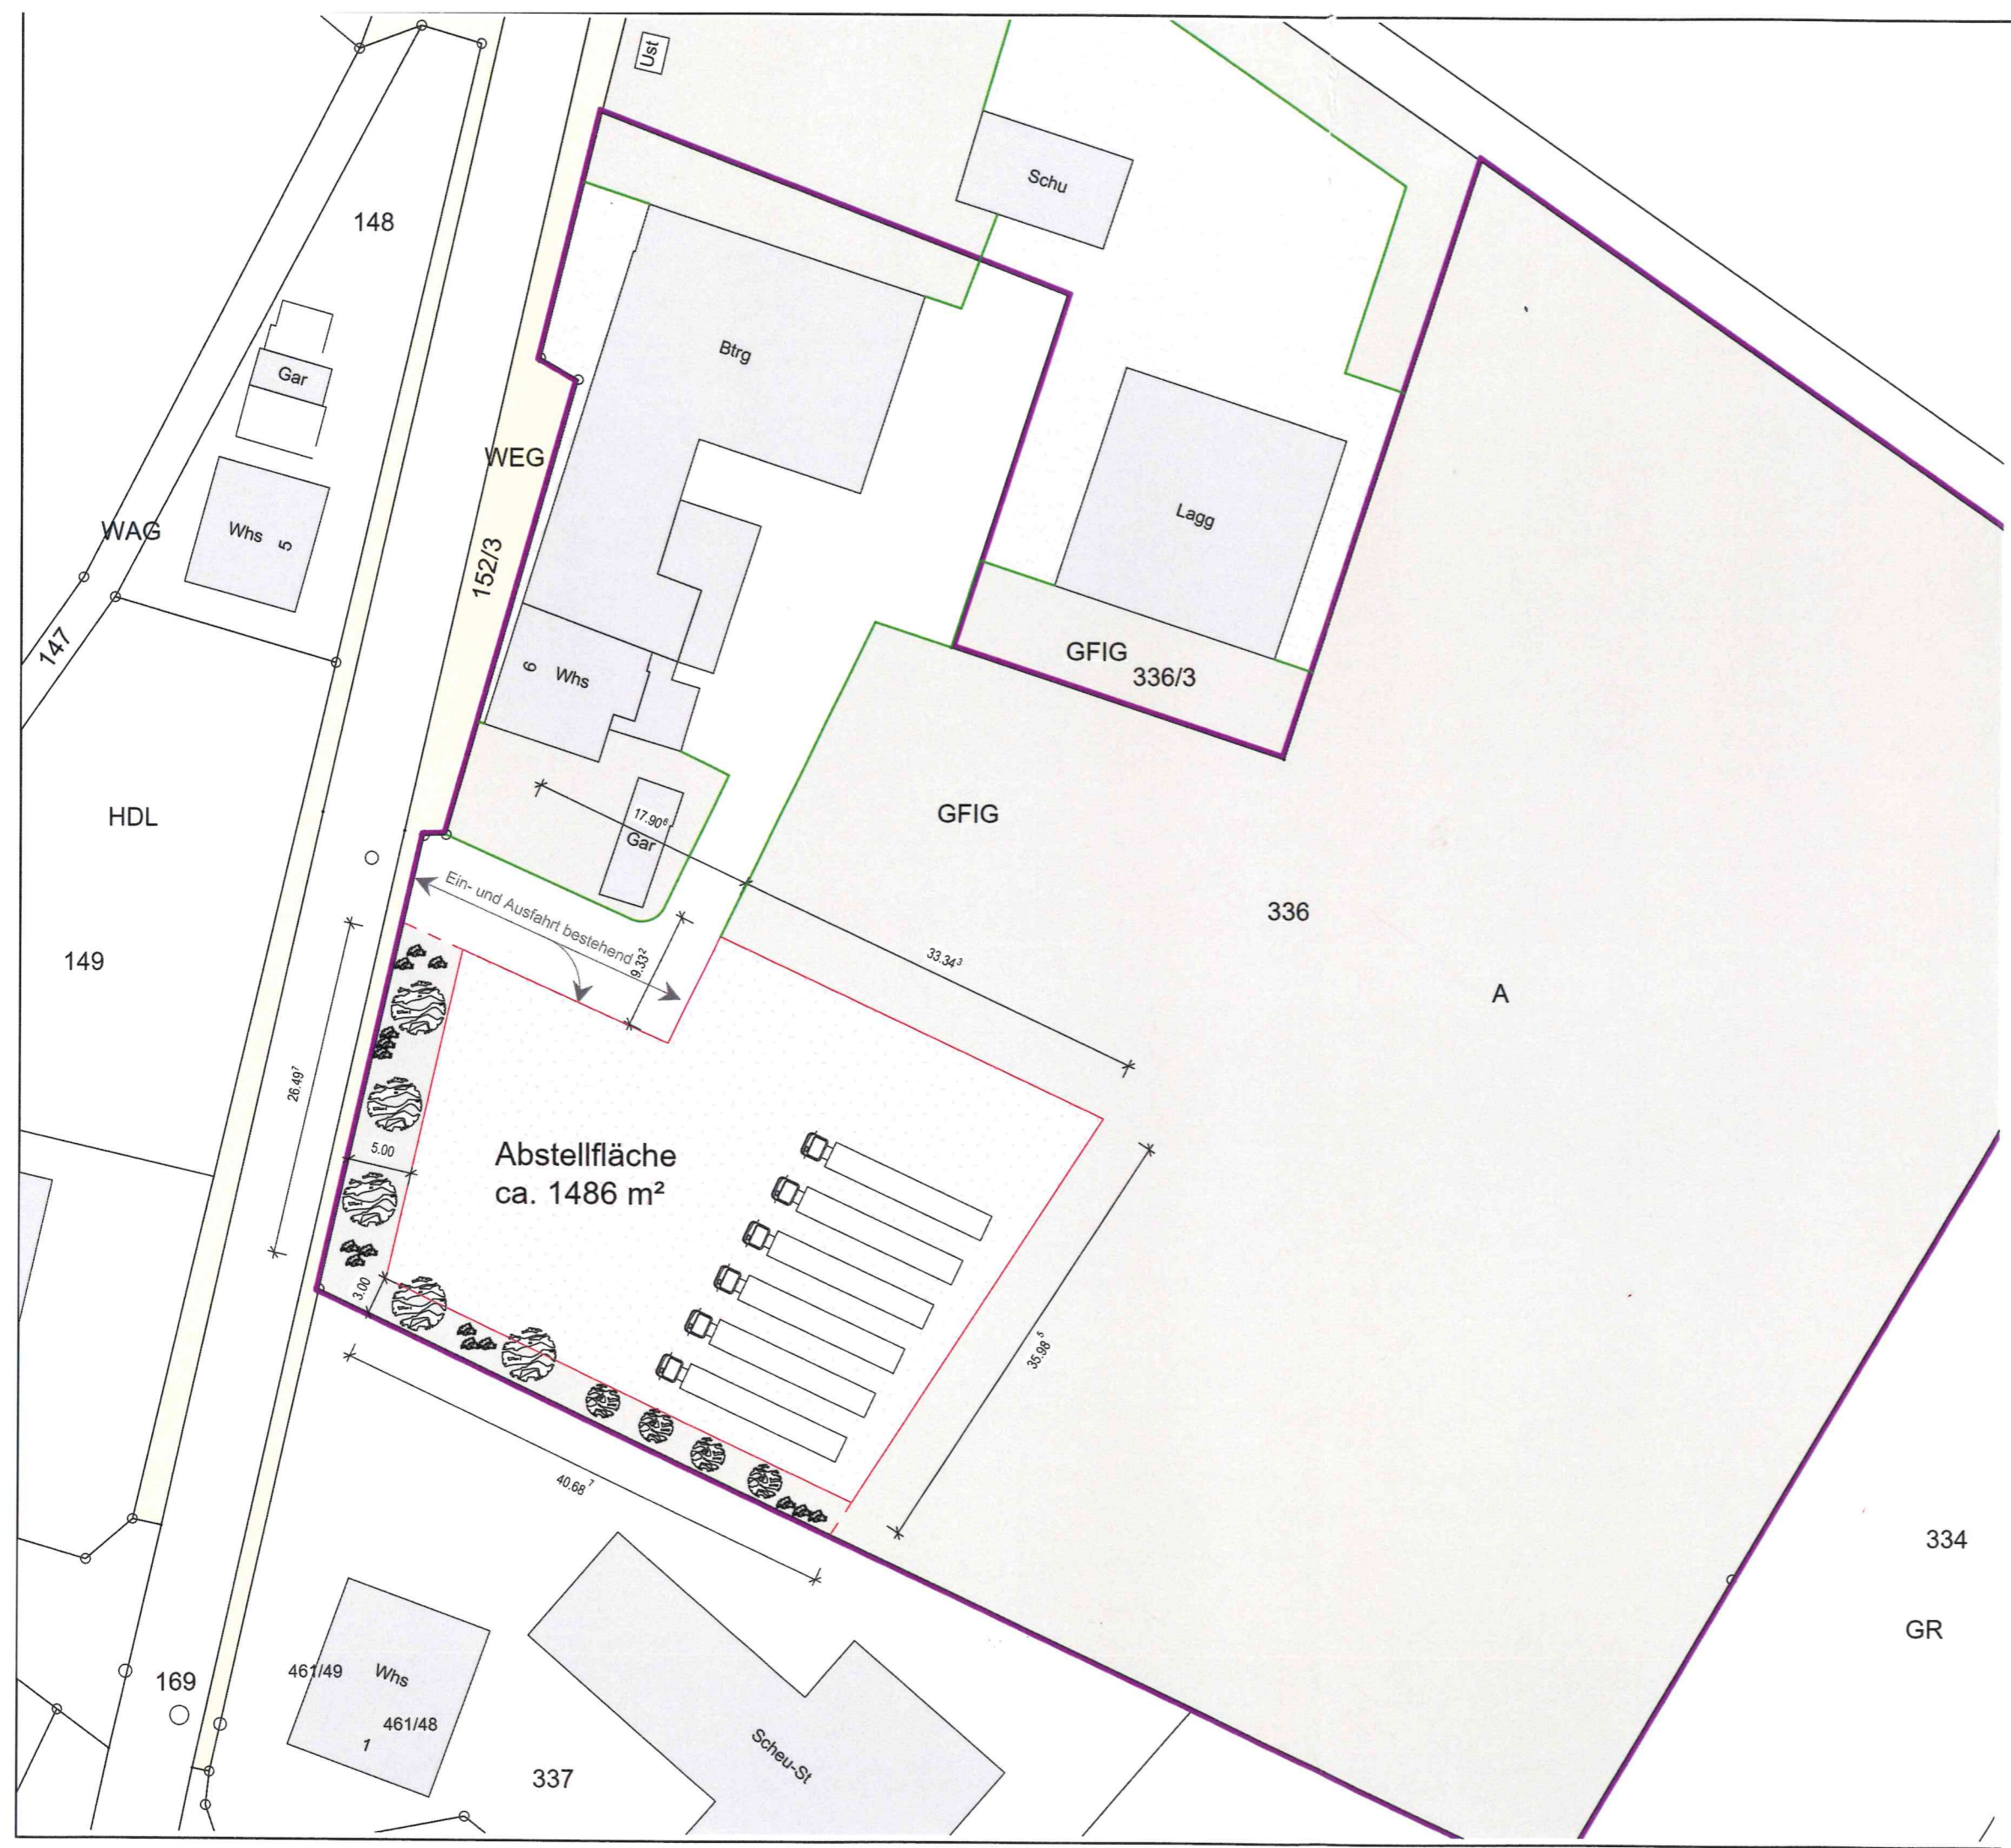 Ust
Schu
148
Btrg
Gar
WEG
Lagg
WAG
Whs 5
152/3
147
GFIG
336/3
6 Whs
HDL
GFIG
17.90⁶
Gar
Ein- und Ausfahrt bestehend
336
149
9.33²
33.34³
A
26.49⁷
5.00
Abstellfläche
ca. 1486 m²
3.00
35.98⁵
40.68⁷
334
GR
169
461/49
Whs
461/48
1
337
Scheu-St